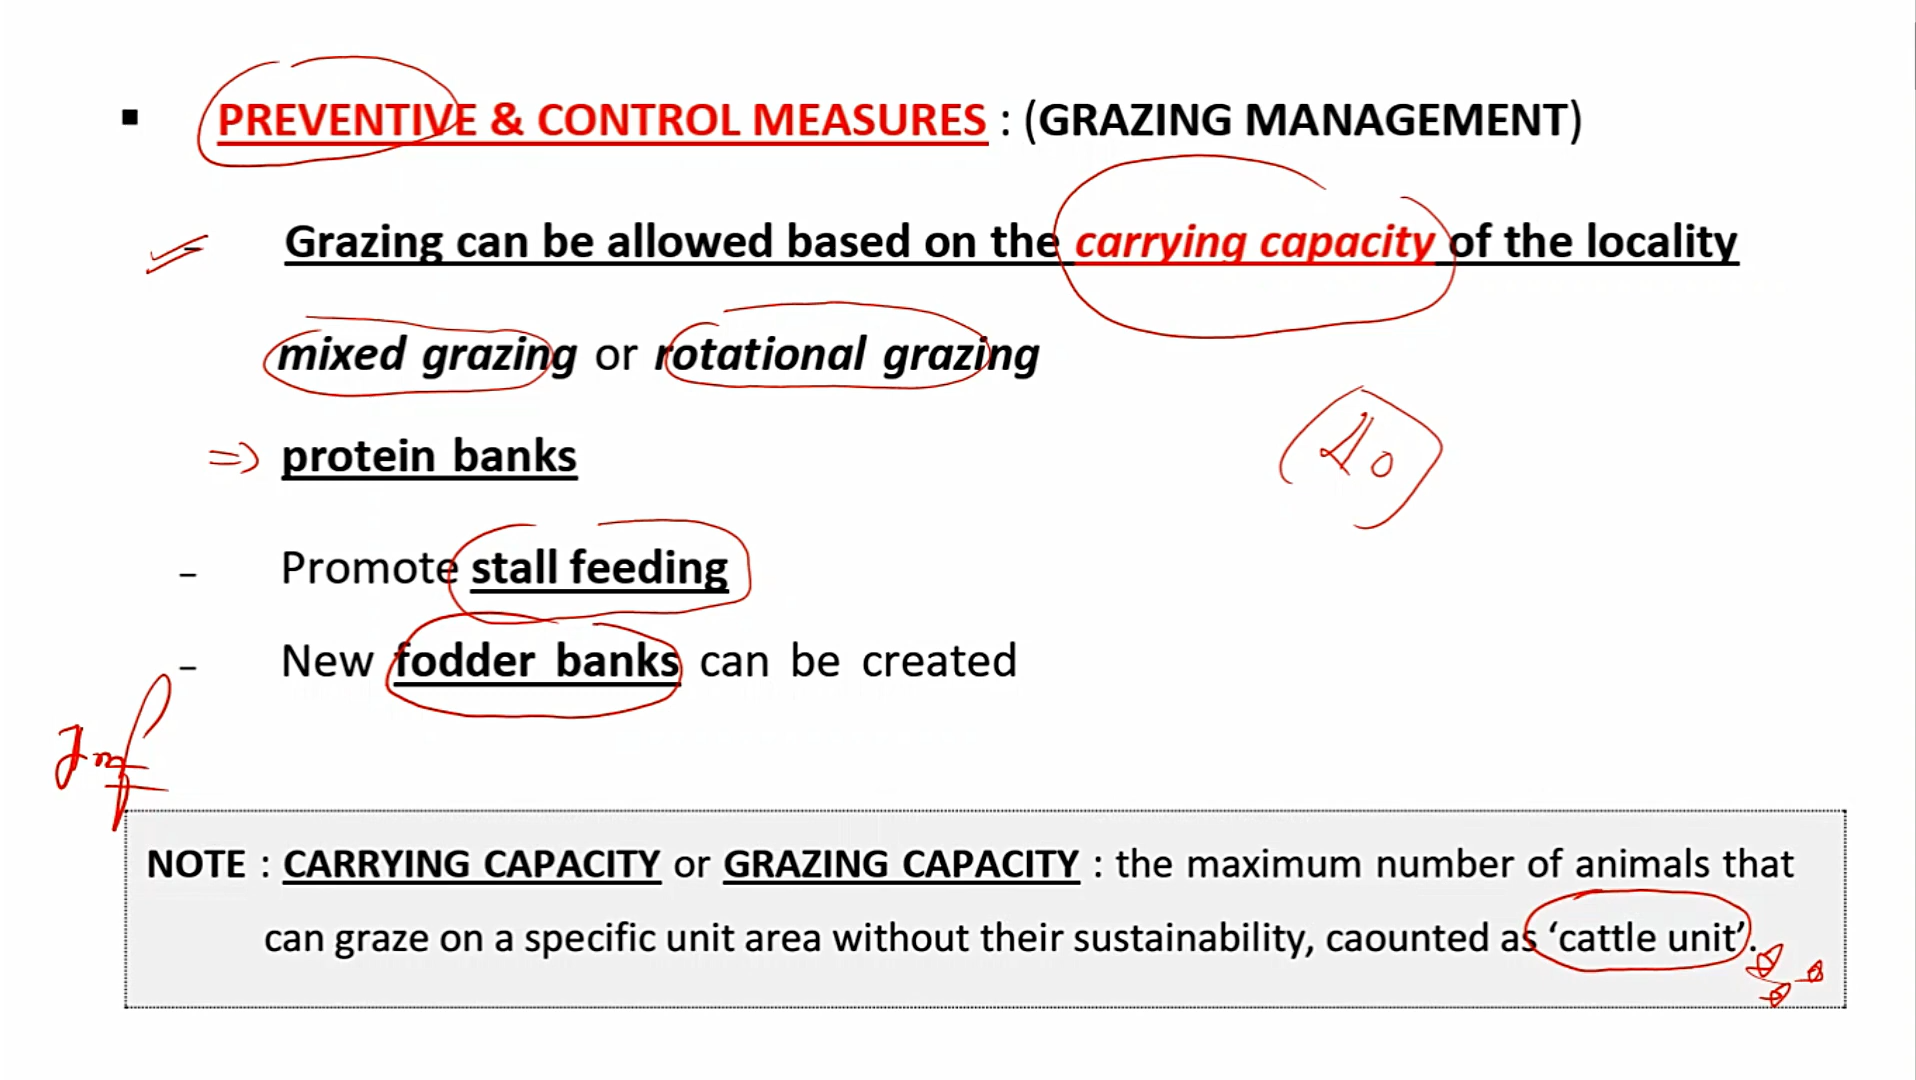 ▪ PREVENTIVE & CONTROL MEASURES : (GRAZING MANAGEMENT)
- Grazing can be allowed based on the carrying capacity of the locality
mixed grazing or rotational grazing
⇒ protein banks
- Promote stall feeding
- New fodder banks can be created
NOTE : CARRYING CAPACITY or GRAZING CAPACITY : the maximum number of animals that
can graze on a specific unit area without their sustainability, caounted as ‘cattle unit’.